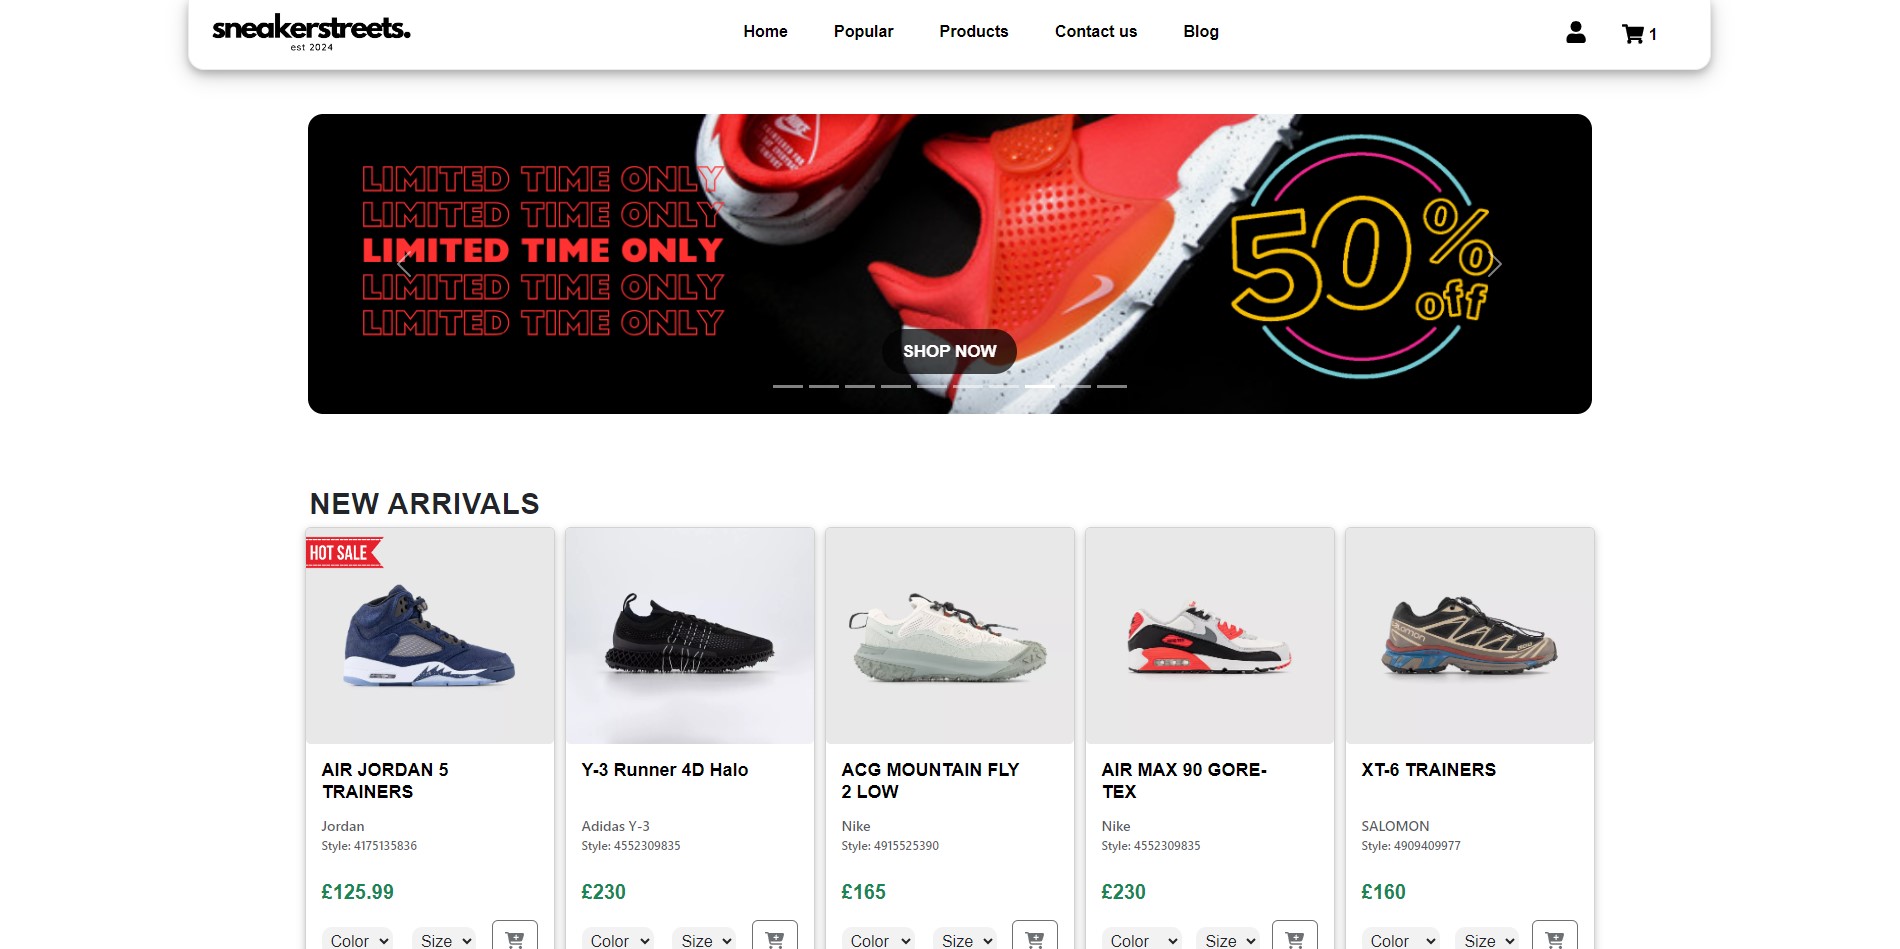 sneakerstreets.
est 2024
Home
Popular
Products
Contact us
Blog
1
LIMITED TIME ONLY
LIMITED TIME ONLY
LIMITED TIME ONLY
LIMITED TIME ONLY
LIMITED TIME ONLY
50%
off
SHOP NOW
NEW ARRIVALS
HOT SALE
AIR JORDAN 5
TRAINERS
Jordan
Style: 4175135836
£125.99
Color
Size
Y-3 Runner 4D Halo
Adidas Y-3
Style: 4552309835
£230
Color
Size
ACG MOUNTAIN FLY
2 LOW
Nike
Style: 4915525390
£165
Color
Size
AIR MAX 90 GORE-
TEX
Nike
Style: 4552309835
£230
Color
Size
XT-6 TRAINERS
SALOMON
Style: 4909409977
£160
Color
Size